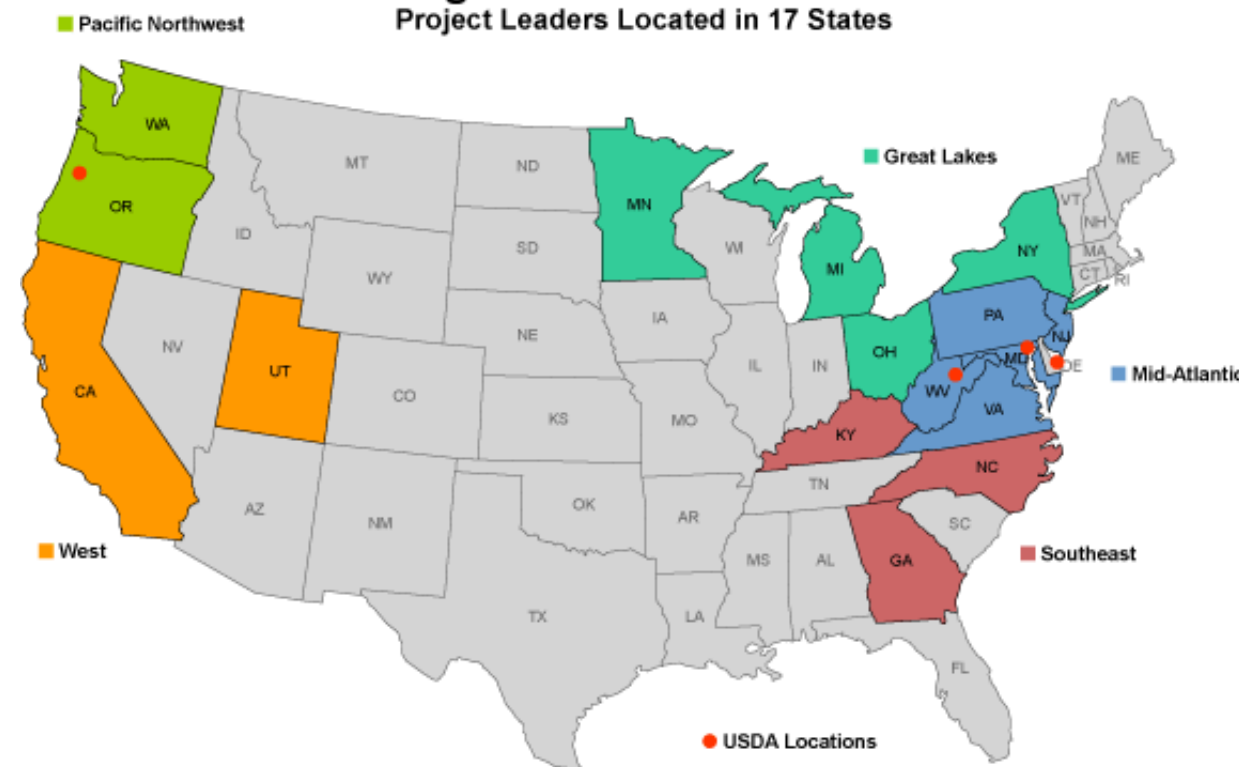 Project Leaders Located in 17 States
Pacific Northwest
WA
OR
MT
ID
WY
ND
SD
NE
MN
Great Lakes
WI
MI
NY
VT
NH
ME
MA
CT
RI
IA
IL
IN
OH
PA
NJ
MD
DE
WV
VA
Mid-Atlantic
NV
UT
CA
CO
KS
MO
KY
NC
TN
SC
AZ
NM
OK
AR
West
Southeast
MS
AL
GA
TX
LA
FL
USDA Locations